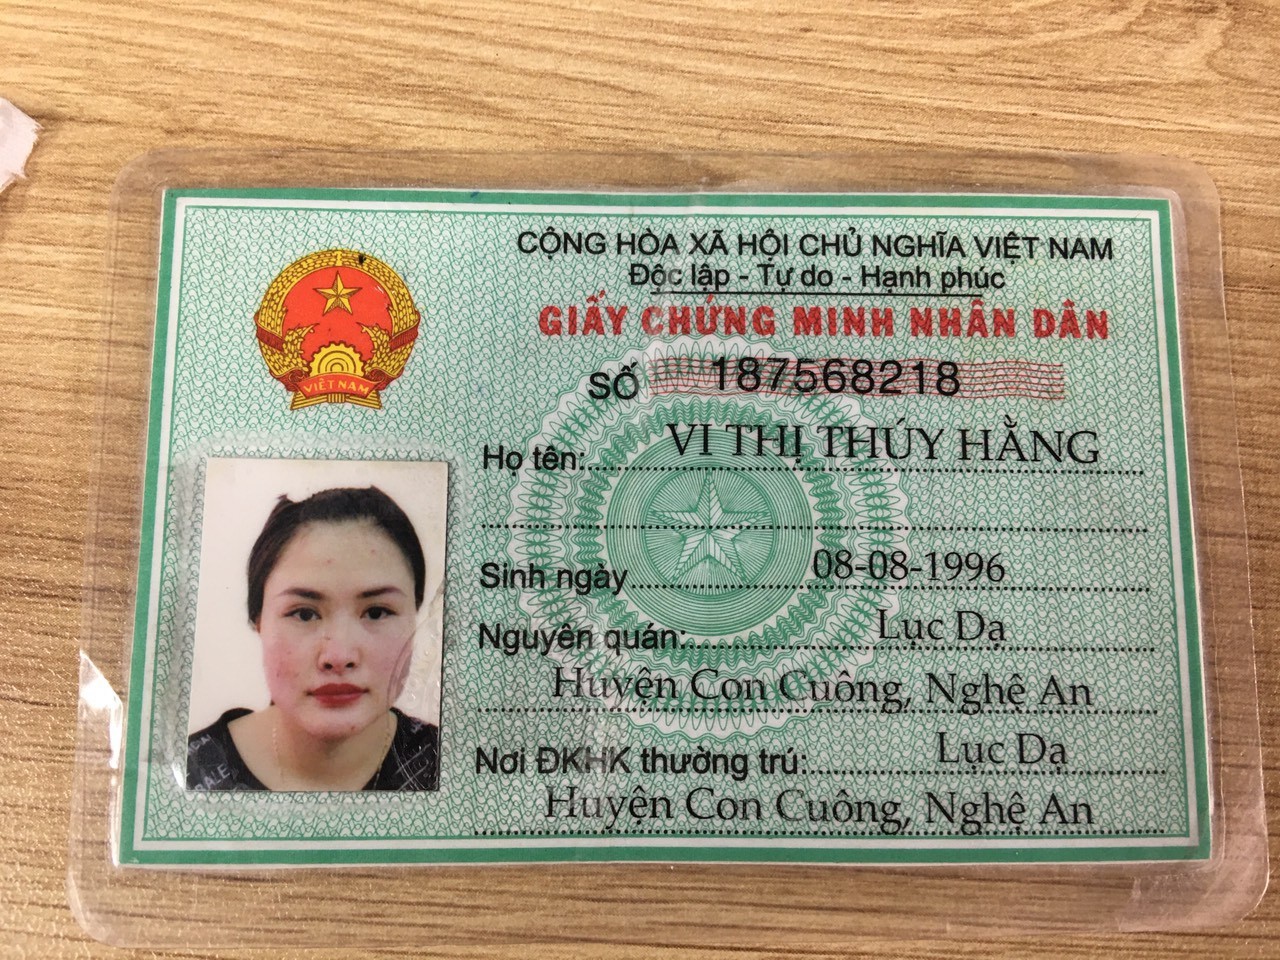 CỘNG HÒA XÃ HỘI CHỦ NGHĨA VIỆT NAM
Độc lập - Tự do - Hạnh phúc
GIẤY CHỨNG MINH NHÂN DÂN
SỐ 187568218
VIỆT NAM
Họ tên: VI THỊ THÚY HẰNG
Sinh ngày 08-08-1996
Nguyên quán: Lục Dạ
Huyện Con Cuông, Nghệ An
Nơi ĐKHK thường trú: Lục Dạ
Huyện Con Cuông, Nghệ An